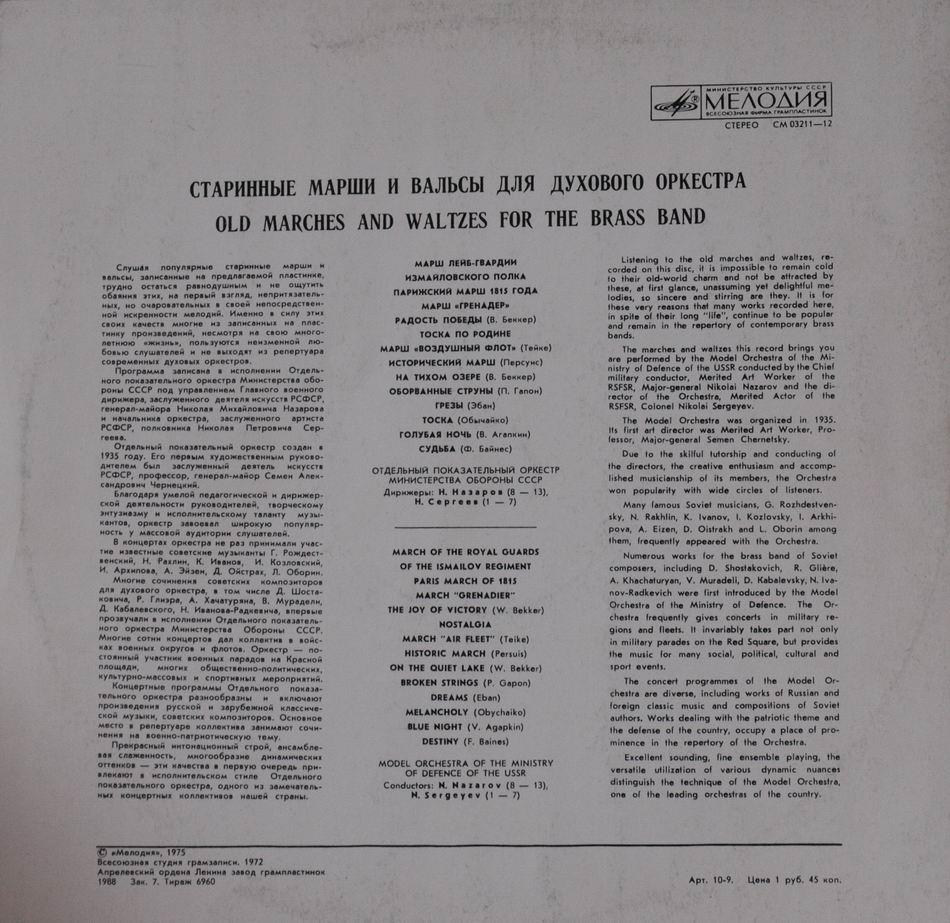 МИНИСТЕРСТВО КУЛЬТУРЫ СССР
МЕЛОДИЯ
ВСЕСОЮЗНАЯ ФИРМА ГРАМПЛАСТИНОК
СТЕРЕО СМ 03211—12
СТАРИННЫЕ МАРШИ И ВАЛЬСЫ ДЛЯ ДУХОВОГО ОРКЕСТРА
OLD MARCHES AND WALTZES FOR THE BRASS BAND
Слушая популярные старинные марши и
вальсы, записанные на предлагаемой пластинке,
трудно остаться равнодушным и не ощутить
обаяния этих, на первый взгляд, непритязатель-
ных, но очаровательных в своей непосредствен-
ной искренности мелодий. Именно в силу этих
своих качеств многие из записанных на плас-
тинку произведений, несмотря на свою много-
летнюю «жизнь», пользуются неизменной лю-
бовью слушателей и не выходят из репертуара
современных духовых оркестров.
Программа записана в исполнении Отдель-
ного показательного оркестра Министерства обо-
роны СССР под управлением Главного военного
дирижера, заслуженного деятеля искусств РСФСР,
генерал-майора Николая Михайловича Назарова
и начальника оркестра, заслуженного артиста
РСФСР, полковника Николая Петровича Сер-
геева.
Отдельный показательный оркестр создан в
1935 году. Его первым художественным руково-
дителем был заслуженный деятель искусств
РСФСР, профессор, генерал-майор Семен Алек-
сандрович Чернецкий.
Благодаря умелой педагогической и дирижер-
ской деятельности руководителей, творческому
энтузиазму и исполнительскому таланту музы-
кантов, оркестр завоевал широкую популяр-
ность у массовой аудитории слушателей.
В концертах оркестра не раз принимали учас-
тие известные советские музыканты Г. Рождест-
венский, Н. Рахлин, К. Иванов, И. Козловский,
И. Архипова, А. Эйзен, Д. Ойстрах, Л. Оборин.
Многие сочинения советских композиторов
для духового оркестра, в том числе Д. Шоста-
ковича, Р. Глиэра, А. Хачатуряна, В. Мурадели,
Д. Кабалевского, Н. Иванова-Радкевича, впервые
прозвучали в исполнении Отдельного показатель-
ного оркестра Министерства Обороны СССР.
Многие сотни концертов дал коллектив в войс-
ках военных округов и флотов. Оркестр — по-
стоянный участник военных парадов на Красной
площади, многих общественно-политических,
культурно-массовых и спортивных мероприятий.
Концертные программы Отдельного показа-
тельного оркестра разнообразны и включают
произведения русской и зарубежной классиче-
ской музыки, советских композиторов. Основное
место в репертуаре коллектива занимают сочи-
нения на военно-патриотическую тему.
Прекрасный интонационный строй, ансамбле-
вая слаженность, многообразие динамических
оттенков — эти качества в первую очередь при-
влекают в исполнительском стиле Отдельного
показательного оркестра, одного из замечатель-
ных концертных коллективов нашей страны.
МАРШ ЛЕЙБ-ГВАРДИИ
ИЗМАЙЛОВСКОГО ПОЛКА
ПАРИЖСКИЙ МАРШ 1815 ГОДА
МАРШ «ГРЕНАДЕР»
РАДОСТЬ ПОБЕДЫ (В. Беккер)
ТОСКА ПО РОДИНЕ
МАРШ «ВОЗДУШНЫЙ ФЛОТ» (Тейке)
ИСТОРИЧЕСКИЙ МАРШ (Персуис)
НА ТИХОМ ОЗЕРЕ (В. Беккер)
ОБОРВАННЫЕ СТРУНЫ (П. Гапон)
ГРЕЗЫ (Эбан)
ТОСКА (Обычайко)
ГОЛУБАЯ НОЧЬ (В. Агапкин)
СУДЬБА (Ф. Байнес)
ОТДЕЛЬНЫЙ ПОКАЗАТЕЛЬНЫЙ ОРКЕСТР
МИНИСТЕРСТВА ОБОРОНЫ СССР
Дирижеры: Н. Назаров (8 — 13),
Н. Сергеев (1 — 7)
MARCH OF THE ROYAL GUARDS
OF THE ISMAILOV REGIMENT
PARIS MARCH OF 1815
MARCH "GRENADIER"
THE JOY OF VICTORY (W. Bekker)
NOSTALGIA
MARCH "AIR FLEET" (Teike)
HISTORIC MARCH (Persuis)
ON THE QUIET LAKE (W. Bekker)
BROKEN STRINGS (P. Gapon)
DREAMS (Eban)
MELANCHOLY (Obychaiko)
BLUE NIGHT (V. Agapkin)
DESTINY (F. Baines)
MODEL ORCHESTRA OF THE MINISTRY
OF DEFENCE OF THE USSR
Conductors: N. Nazarov (8 — 13),
N. Sergeyev (1 — 7)
Listening to the old marches and waltzes, re-
corded on this disc, it is impossible to remain cold
to their old-world charm and not be attracted by
these, at first glance, unassuming yet delightful me-
lodies, so sincere and stirring are they. It is for
these very reasons that many works recorded here,
in spite of their long "life", continue to be popular
and remain in the repertory of contemporary brass
bands.
The marches and waltzes this record brings you
are performed by the Model Orchestra of the Mi-
nistry of Defence of the USSR conducted by the Chief
military conductor, Merited Art Worker of the
RSFSR, Major-general Nikolai Nazarov and the di-
rector of the Orchestra, Merited Actor of the
RSFSR, Colonel Nikolai Sergeyev.
The Model Orchestra was organized in 1935.
Its first art director was Merited Art Worker, Pro-
fessor, Major-general Semen Chernetsky.
Due to the skilful tutorship and conducting of
the directors, the creative enthusiasm and accomp-
lished musicianship of its members, the Orchestra
won popularity with wide circles of listeners.
Many famous Soviet musicians, G. Rozhdestven-
sky, N. Rakhlin, K. Ivanov, I. Kozlovsky, I. Arkhi-
pova, A. Eizen, D. Oistrakh and L. Oborin among
them, frequently appeared with the Orchestra.
Numerous works for the brass band of Soviet
composers, including D. Shostakovich, R. Glière,
A. Khachaturyan, V. Muradeli, D. Kabalevsky, N. Iva-
nov-Radkevich were first introduced by the Model
Orchestra of the Ministry of Defence. The Or-
chestra frequently gives concerts in military re-
gions and fleets. It invariably takes part not only
in military parades on the Red Square, but provides
the music for many social, political, cultural and
sport events.
The concert programmes of the Model Or-
chestra are diverse, including works of Russian and
foreign classic music and compositions of Soviet
authors. Works dealing with the patriotic theme and
the defense of the country, occupy a place of pro-
minence in the repertory of the Orchestra.
Excellent sounding, fine ensemble playing, the
versatile utilization of various dynamic nuances
distinguish the technique of the Model Orchestra,
one of the leading orchestras of the country.
© «Мелодия», 1975
Всесоюзная студия грамзаписи. 1972
Апрелевский ордена Ленина завод грампластинок
1988 Зак. 7. Тираж 6960
Арт. 10-9. Цена 1 руб. 45 коп.